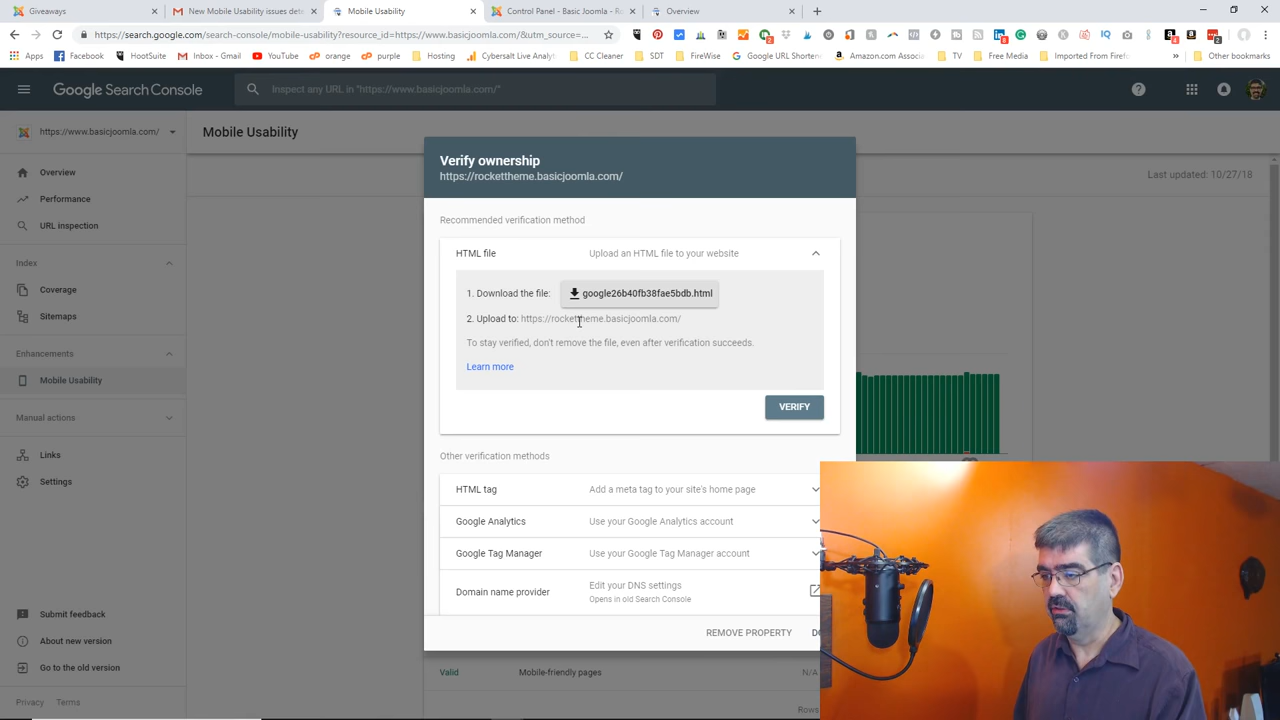 Giveaways
New Mobile Usability issues dete
Mobile Usability
Control Panel - Basic Joomla - Ro
Overview
https://search.google.com/search-console/mobile-usability?resource_id=https://www.basicjoomla.com/&utm_source=...
Apps
Facebook
HootSuite
Inbox - Gmail
YouTube
orange
purple
hosting
Cybersalt Live Analyt
CC Cleaner
SDT
FireWise
Google URL Shortene
Amazon.com Associa
TV
Free Media
Imported From Firefo
»
Other bookmarks
Google Search Console
Inspect any URL in "https://www.basicjoomla.com/"
https://www.basicjoomla.com/
Mobile Usability
Last updated: 10/27/18
Overview
Performance
URL inspection
Index
Coverage
Sitemaps
Enhancements
Mobile Usability
Manual actions
Links
Settings
Submit feedback
About new version
Go to the old version
Privacy Terms
Verify ownership
https://rockettheme.basicjoomla.com/
Recommended verification method
HTML file Upload an HTML file to your website
1. Download the file: google26b40fb38fae5bdb.html
2. Upload to: https://rockettheme.basicjoomla.com/
To stay verified, don't remove the file, even after verification succeeds.
Learn more
VERIFY
Other verification methods
HTML tag Add a meta tag to your site's home page
Google Analytics Use your Google Analytics account
Google Tag Manager Use your Google Tag Manager account
Domain name provider Edit your DNS settings
Opens in old Search Console
REMOVE PROPERTY
Valid Mobile-friendly pages N/A
Rows